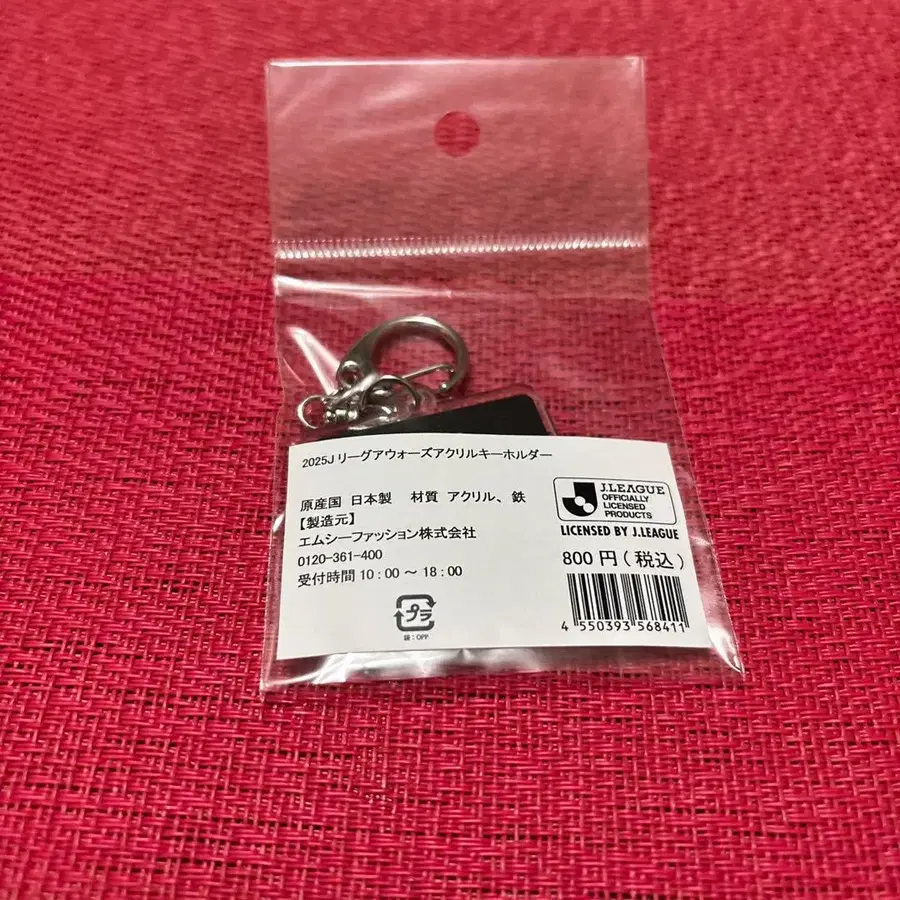 2025Jリーグアウォーズアクリルキーホルダー
原産国 日本製 材質 アクリル、鉄
【製造元】
エムシーファッション株式会社
0120-361-400
受付時間 10:00~18:00
プラ
袋:OPP
J.LEAGUE
OFFICIALLY
LICENSED
PRODUCTS
LICENSED BY J.LEAGUE
800円(税込)
4 550393 568411